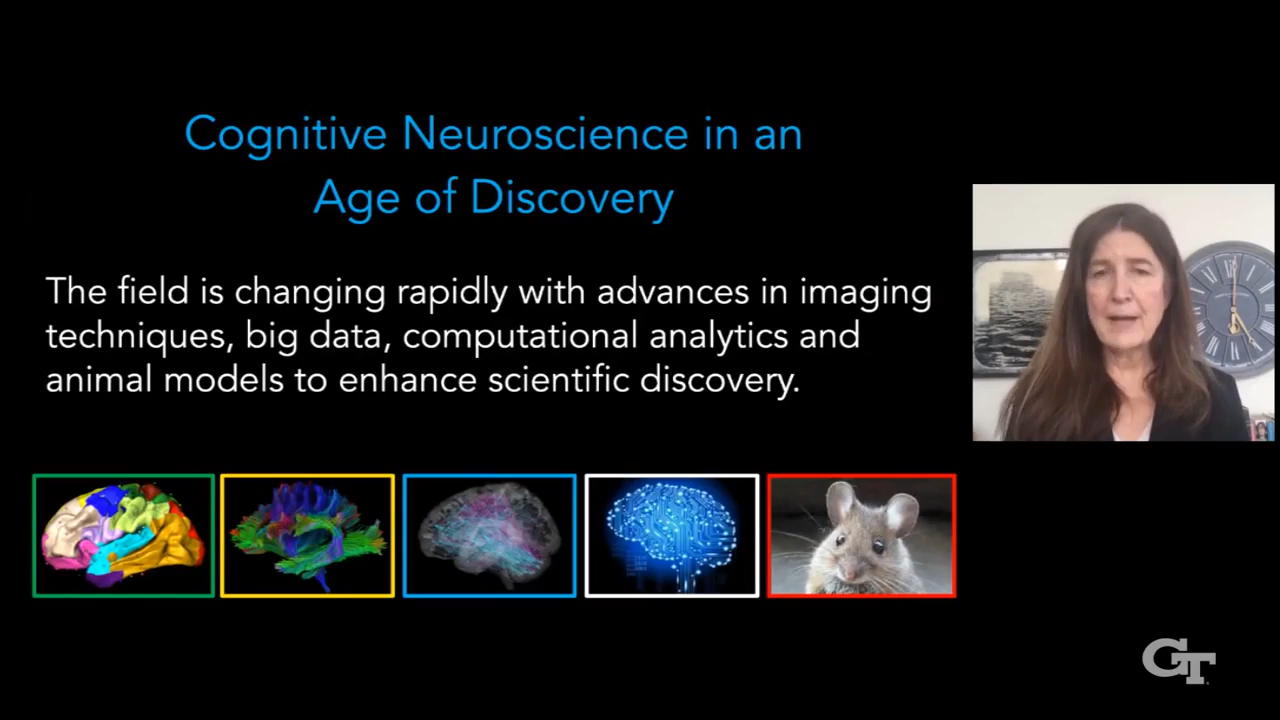 Cognitive Neuroscience in an
Age of Discovery
The field is changing rapidly with advances in imaging
techniques, big data, computational analytics and
animal models to enhance scientific discovery.
GT